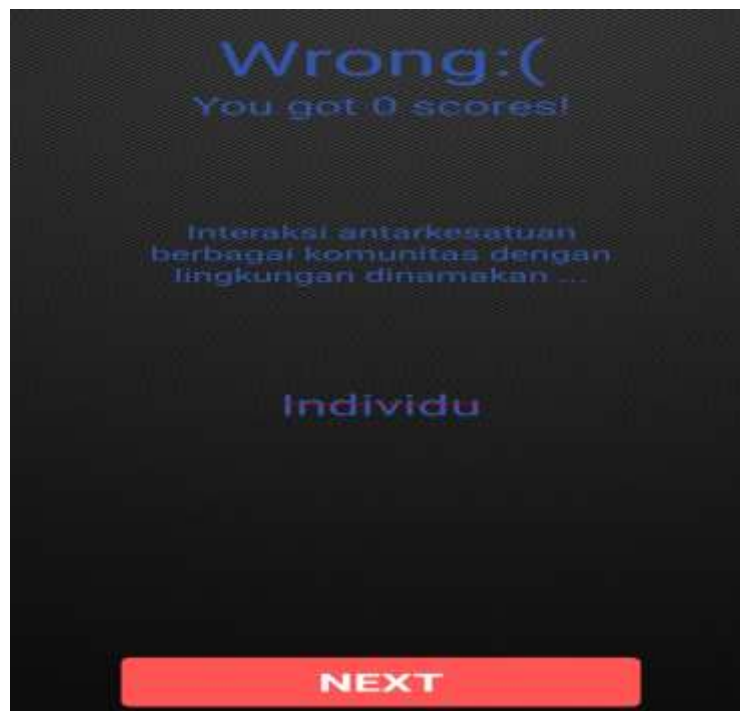 Wrong:(
You got 0 scores!
Interaksi antarkesatuan
berbagai komunitas dengan
lingkungan dinamakan ...
Individu
NEXT